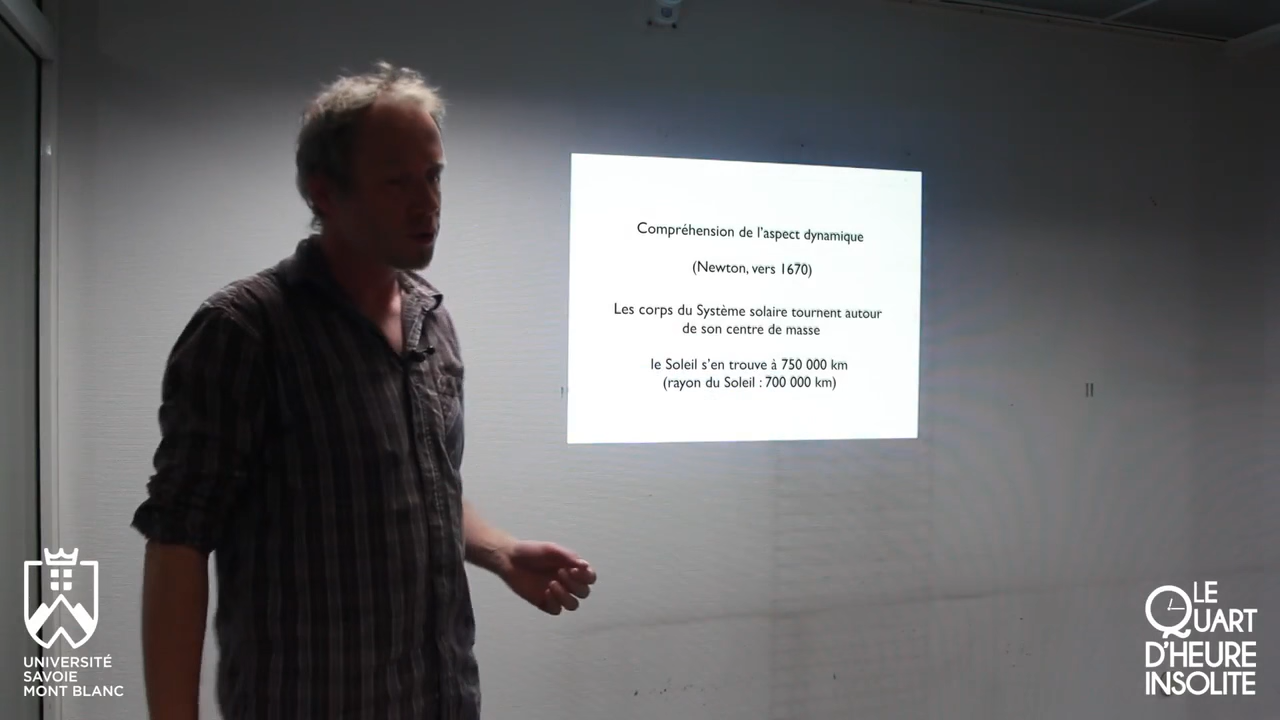 Compréhension de l'aspect dynamique
(Newton, vers 1670)
Les corps du Système solaire tournent autour
de son centre de masse
le Soleil s'en trouve à 750 000 km
(rayon du Soleil : 700 000 km)
UNIVERSITÉ
SAVOIE
MONT BLANC
LE
QUART
D'HEURE
INSOLITE